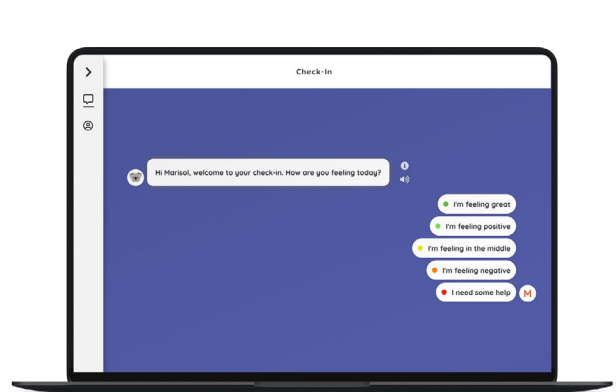 Check-In
Hi Marisol, welcome to your check-in. How are you feeling today?
I'm feeling great
I'm feeling positive
I'm feeling in the middle
I'm feeling negative
I need some help
M